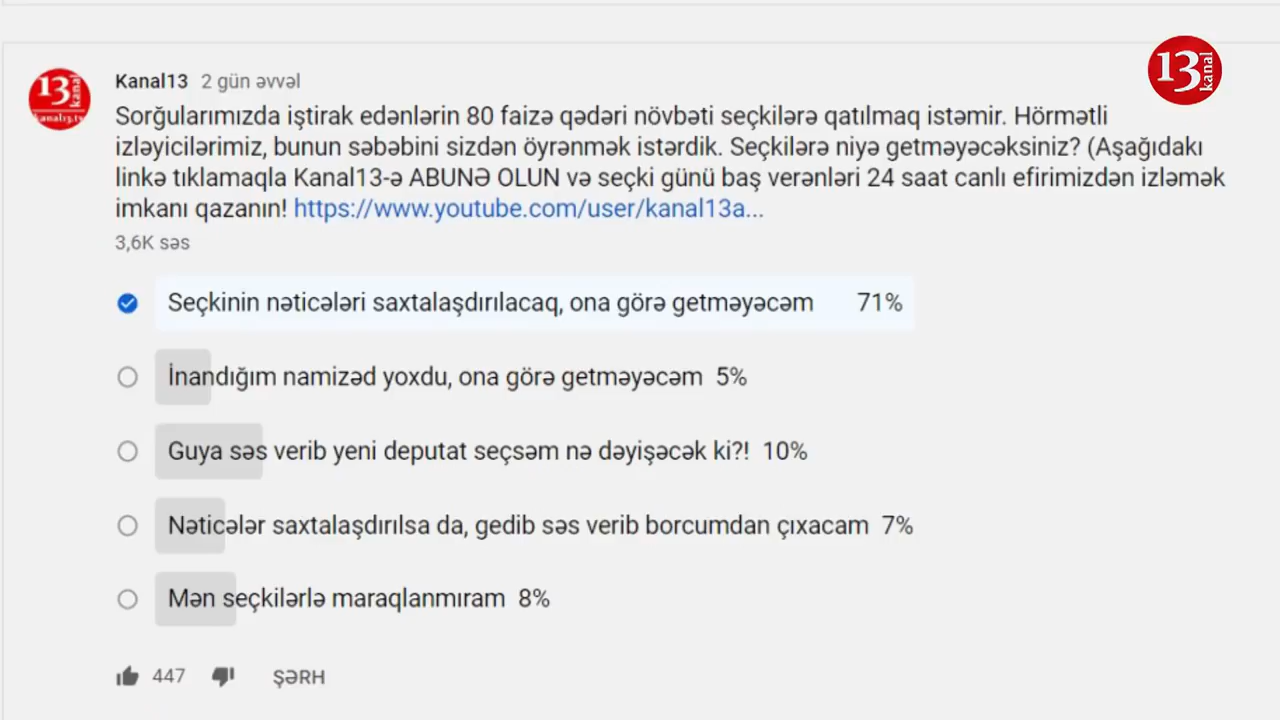 13 kanal
13 kanal
kanal13.tv
Kanal13 2 gün əvvəl
Sorğularımızda iştirak edənlərin 80 faizə qədəri növbəti seçkilərə qatılmaq istəmir. Hörmətli
izləyicilərimiz, bunun səbəbini sizdən öyrənmək istərdik. Seçkilərə niyə getməyəcəksiniz? (Aşağıdakı
linkə tıklamaqla Kanal13-ə ABUNƏ OLUN və seçki günü baş verənləri 24 saat canlı efirimizdən izləmək
imkanı qazanın! https://www.youtube.com/user/kanal13a...
3,6K səs
Seçkinin nəticələri saxtalaşdırılacaq, ona görə getməyəcəm 71%
İnandığım namizəd yoxdu, ona görə getməyəcəm 5%
Guya səs verib yeni deputat seçsəm nə dəyişəcək ki?! 10%
Nəticələr saxtalaşdırılsa da, gedib səs verib borcumdan çıxacam 7%
Mən seçkilərlə maraqlanmıram 8%
447 ŞƏRH